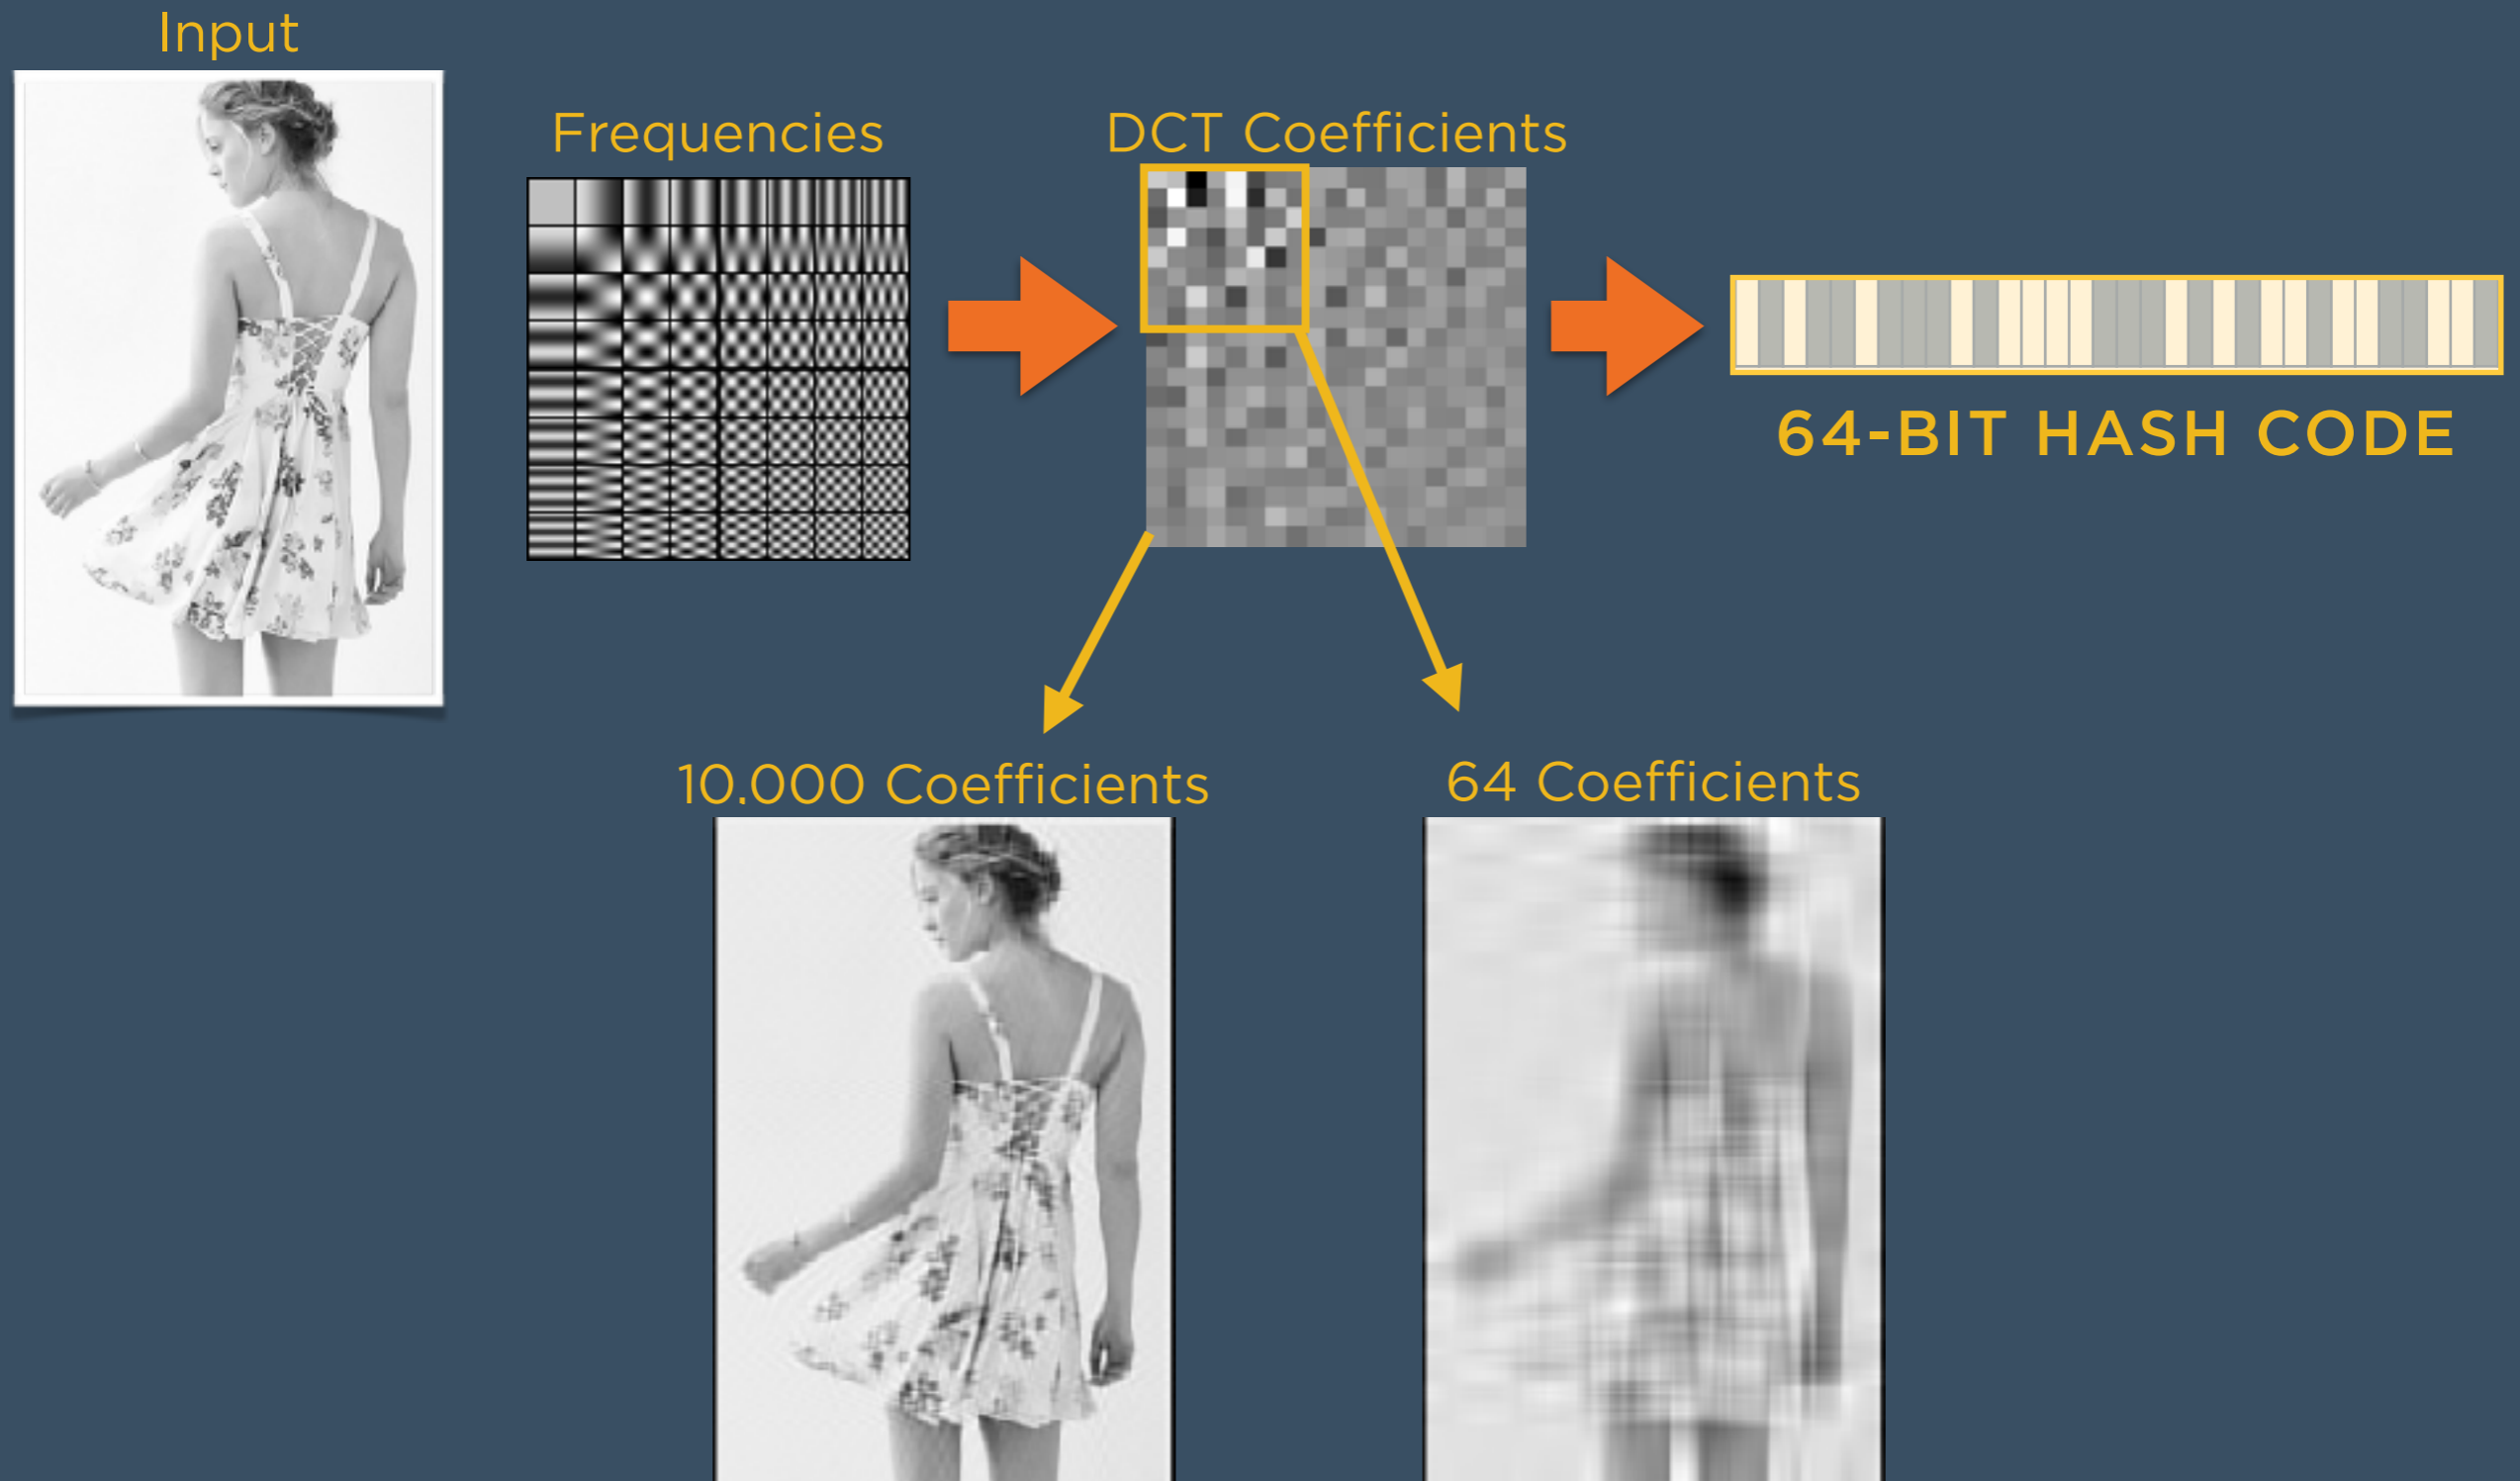 Input
Frequencies
DCT Coefficients
64-BIT HASH CODE
10,000 Coefficients
64 Coefficients